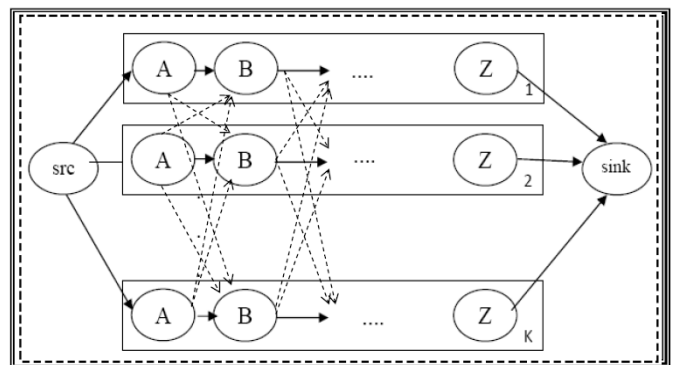 A B .... Z 1
src A B .... Z 2 sink
A B .... Z K